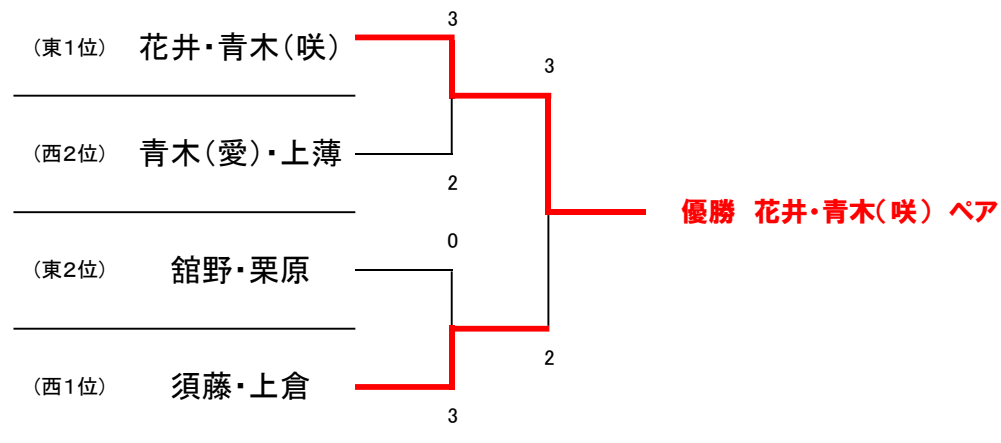 3
(東1位) 花井・青木(咲)
3
(西2位) 青木(愛)・上薄
2
優勝 花井・青木(咲) ペア
0
(東2位) 舘野・栗原
2
(西1位) 須藤・上倉
3